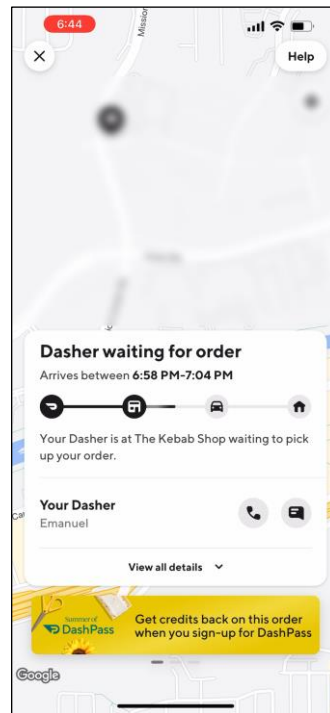 6:44
Mission
Help
Dasher waiting for order
Arrives between 6:58 PM-7:04 PM
Your Dasher is at The Kebab Shop waiting to pick
up your order.
Your Dasher
Emanuel
View all details
Summer of
DashPass
Get credits back on this order
when you sign-up for DashPass
Google